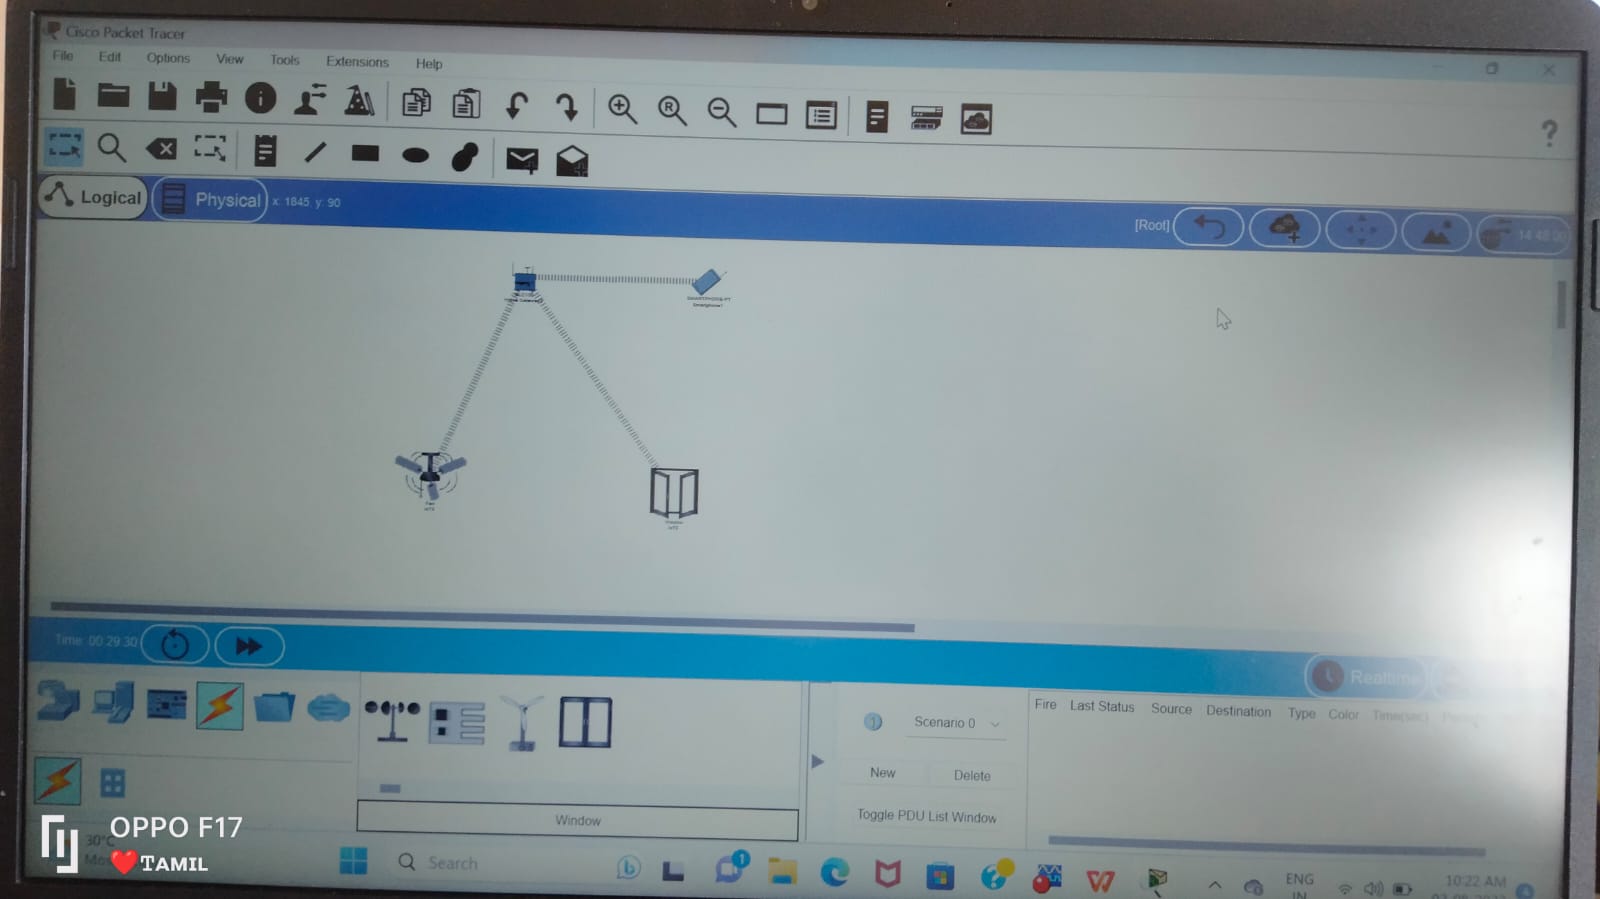 Cisco Packet Tracer
File Edit Options View Tools Extensions Help
Logical Physical x: 1845, y: 90 [Root] 14:48:00
SMARTPHONE-PT
Smartphone1
Fan
Window
Time: 00:29:30
Realtime
Fire Last Status Source Destination Type Color Time(sec)
Scenario 0
New Delete
Toggle PDU List Window
Window
OPPO F17
❤️TAMIL
30°C
Search
1
ENG
IN
10:22 AM